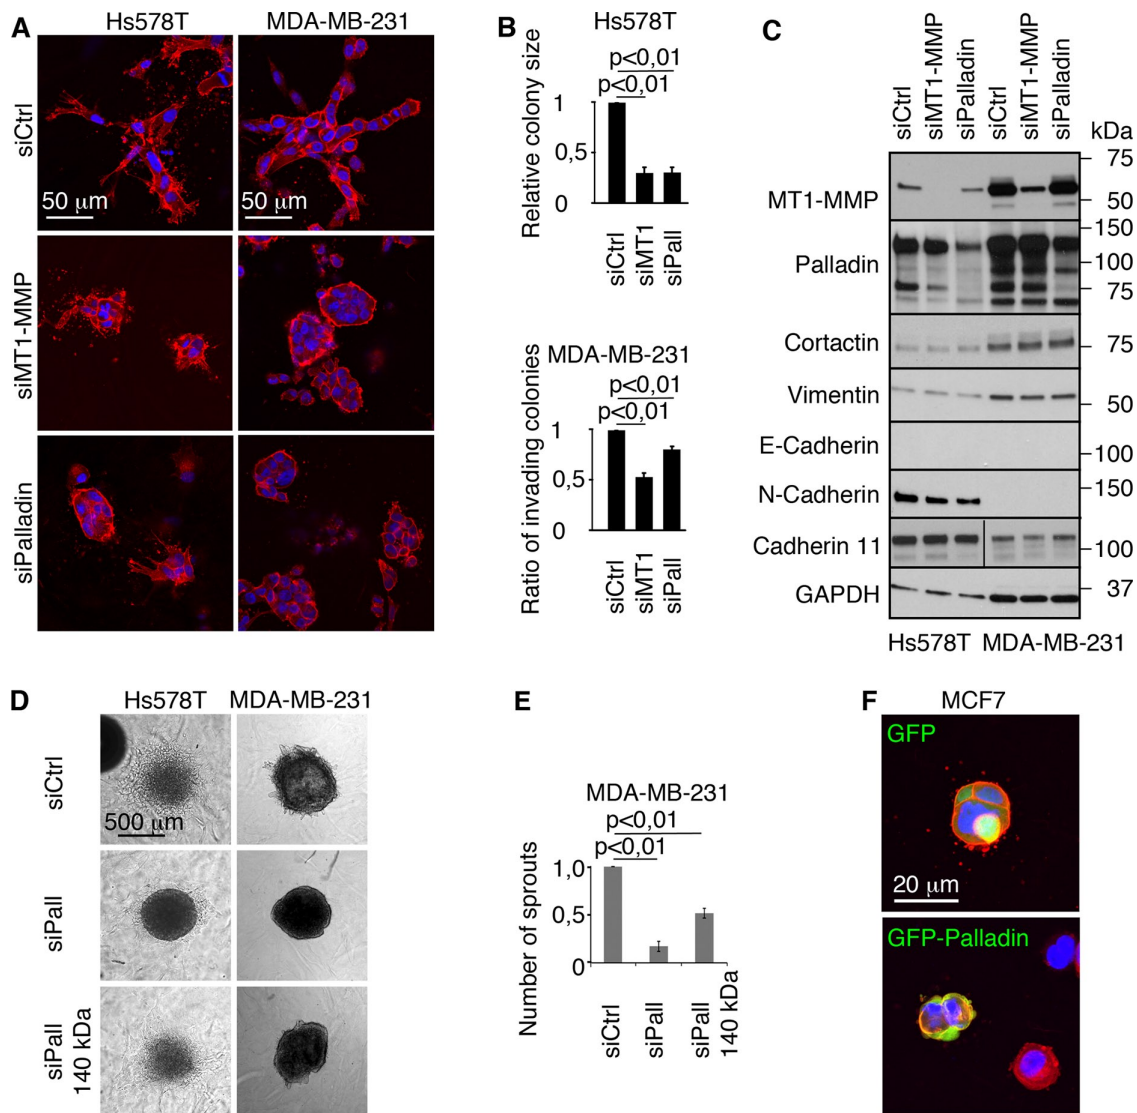 A
Hs578T
MDA-MB-231
siCtrl
50 μm
50 μm
siMT1-MMP
siPalladin
B
Hs578T
p<0,01
p<0,01
Relative colony size
1
0,5
0
siCtrl
siMT1
siPall
MDA-MB-231
p<0,01
p<0,01
Ratio of invading colonies
1
0,5
0
siCtrl
siMT1
siPall
C
siCtrl
siMT1-MMP
siPalladin
siCtrl
siMT1-MMP
siPalladin
kDa
MT1-MMP
75
50
Palladin
150
100
75
Cortactin
75
Vimentin
50
E-Cadherin
100
N-Cadherin
150
Cadherin 11
100
GAPDH
37
Hs578T
MDA-MB-231
D
Hs578T
MDA-MB-231
siCtrl
500 μm
siPall
siPall
140 kDa
E
MDA-MB-231
p<0,01
p<0,01
Number of sprouts
1,0
0,5
0
siCtrl
siPall
siPall
140 kDa
F
MCF7
GFP
20 μm
GFP-Palladin